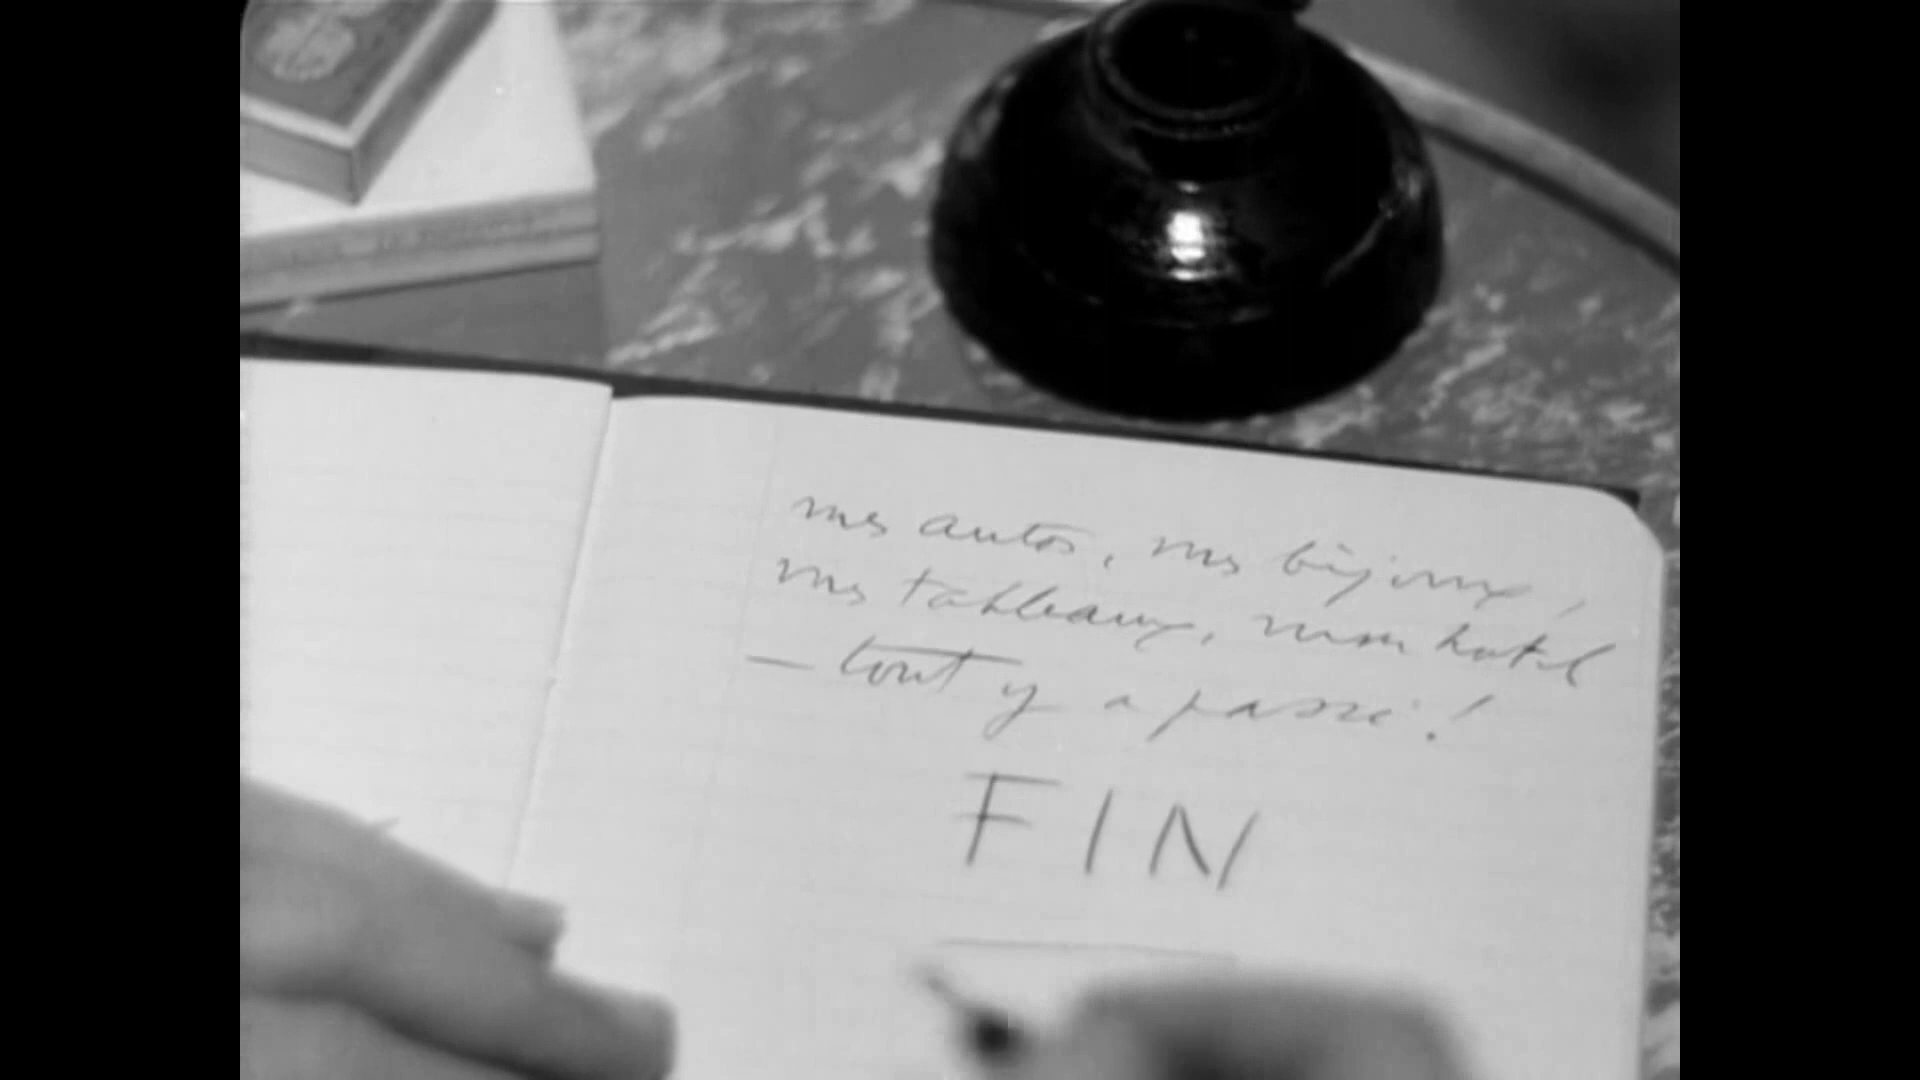 mes autos, mes bijoux,
mes tableaux, mon hotel
— tout y a passé !
FIN